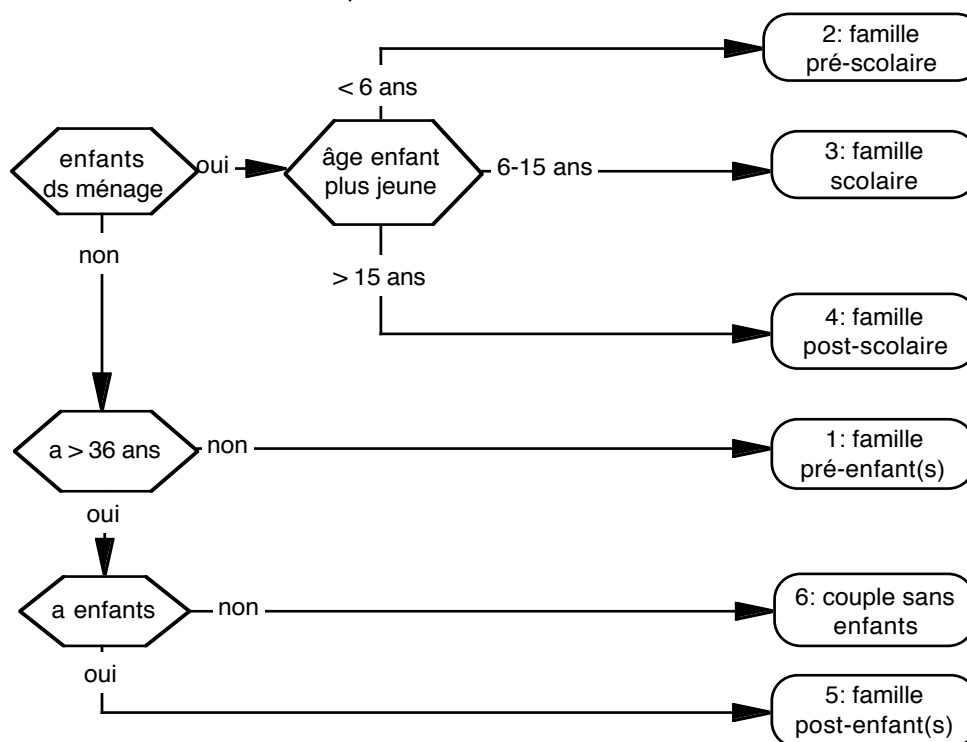 2: famille
pré-scolaire
< 6 ans
enfants
ds ménage
oui
âge enfant
plus jeune
6-15 ans
3: famille
scolaire
non
> 15 ans
4: famille
post-scolaire
a > 36 ans
non
1: famille
pré-enfant(s)
oui
a enfants
non
6: couple sans
enfants
oui
5: famille
post-enfant(s)